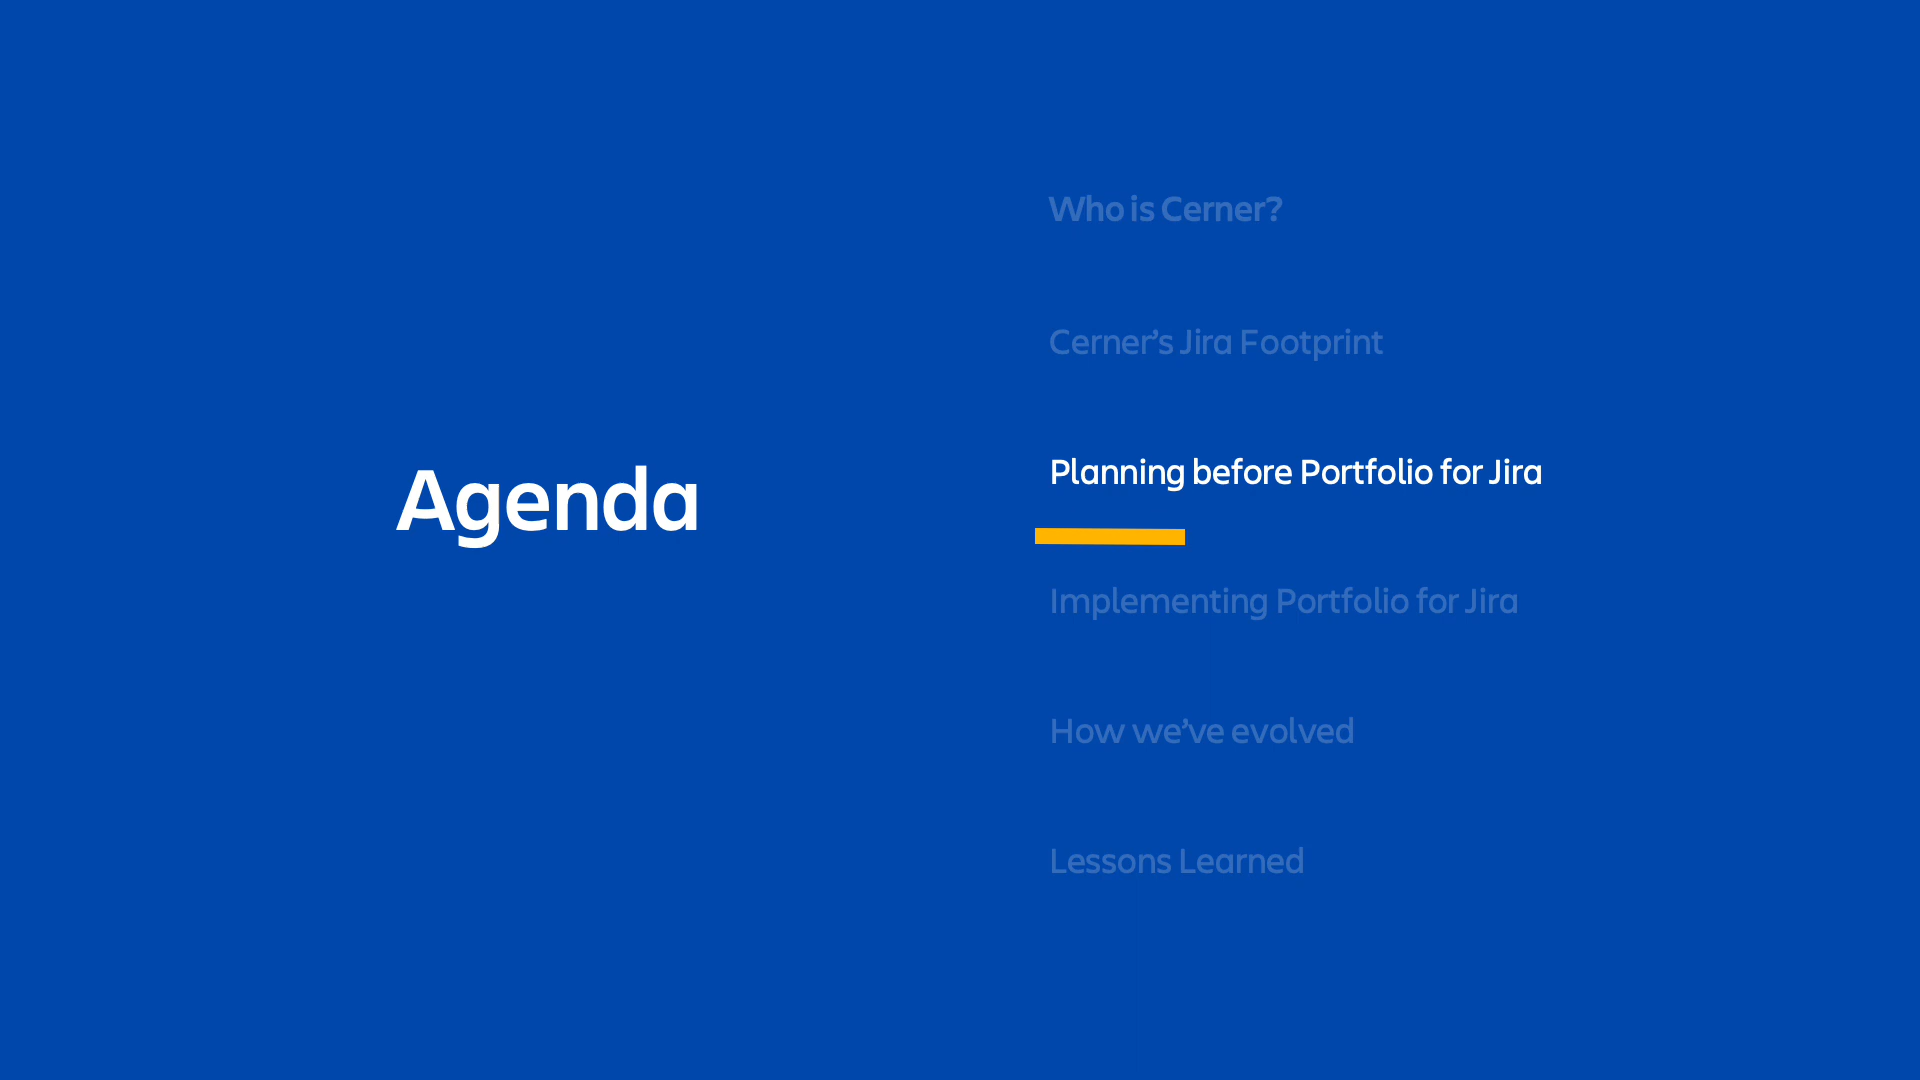 Agenda
Who is Cerner?
Cerner’s Jira Footprint
Planning before Portfolio for Jira
Implementing Portfolio for Jira
How we’ve evolved
Lessons Learned